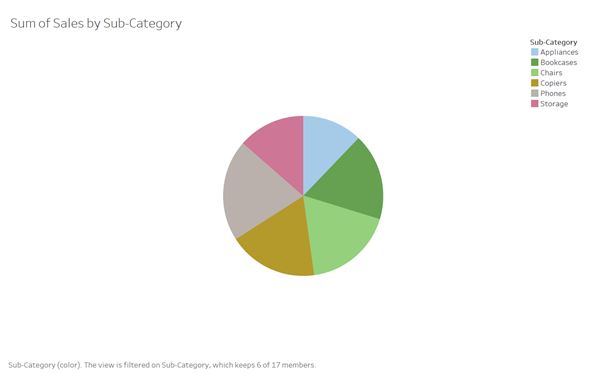 Sum of Sales by Sub-Category
Sub-Category
Appliances
Bookcases
Chairs
Copiers
Phones
Storage
Sub-Category (color). The view is filtered on Sub-Category, which keeps 6 of 17 members.